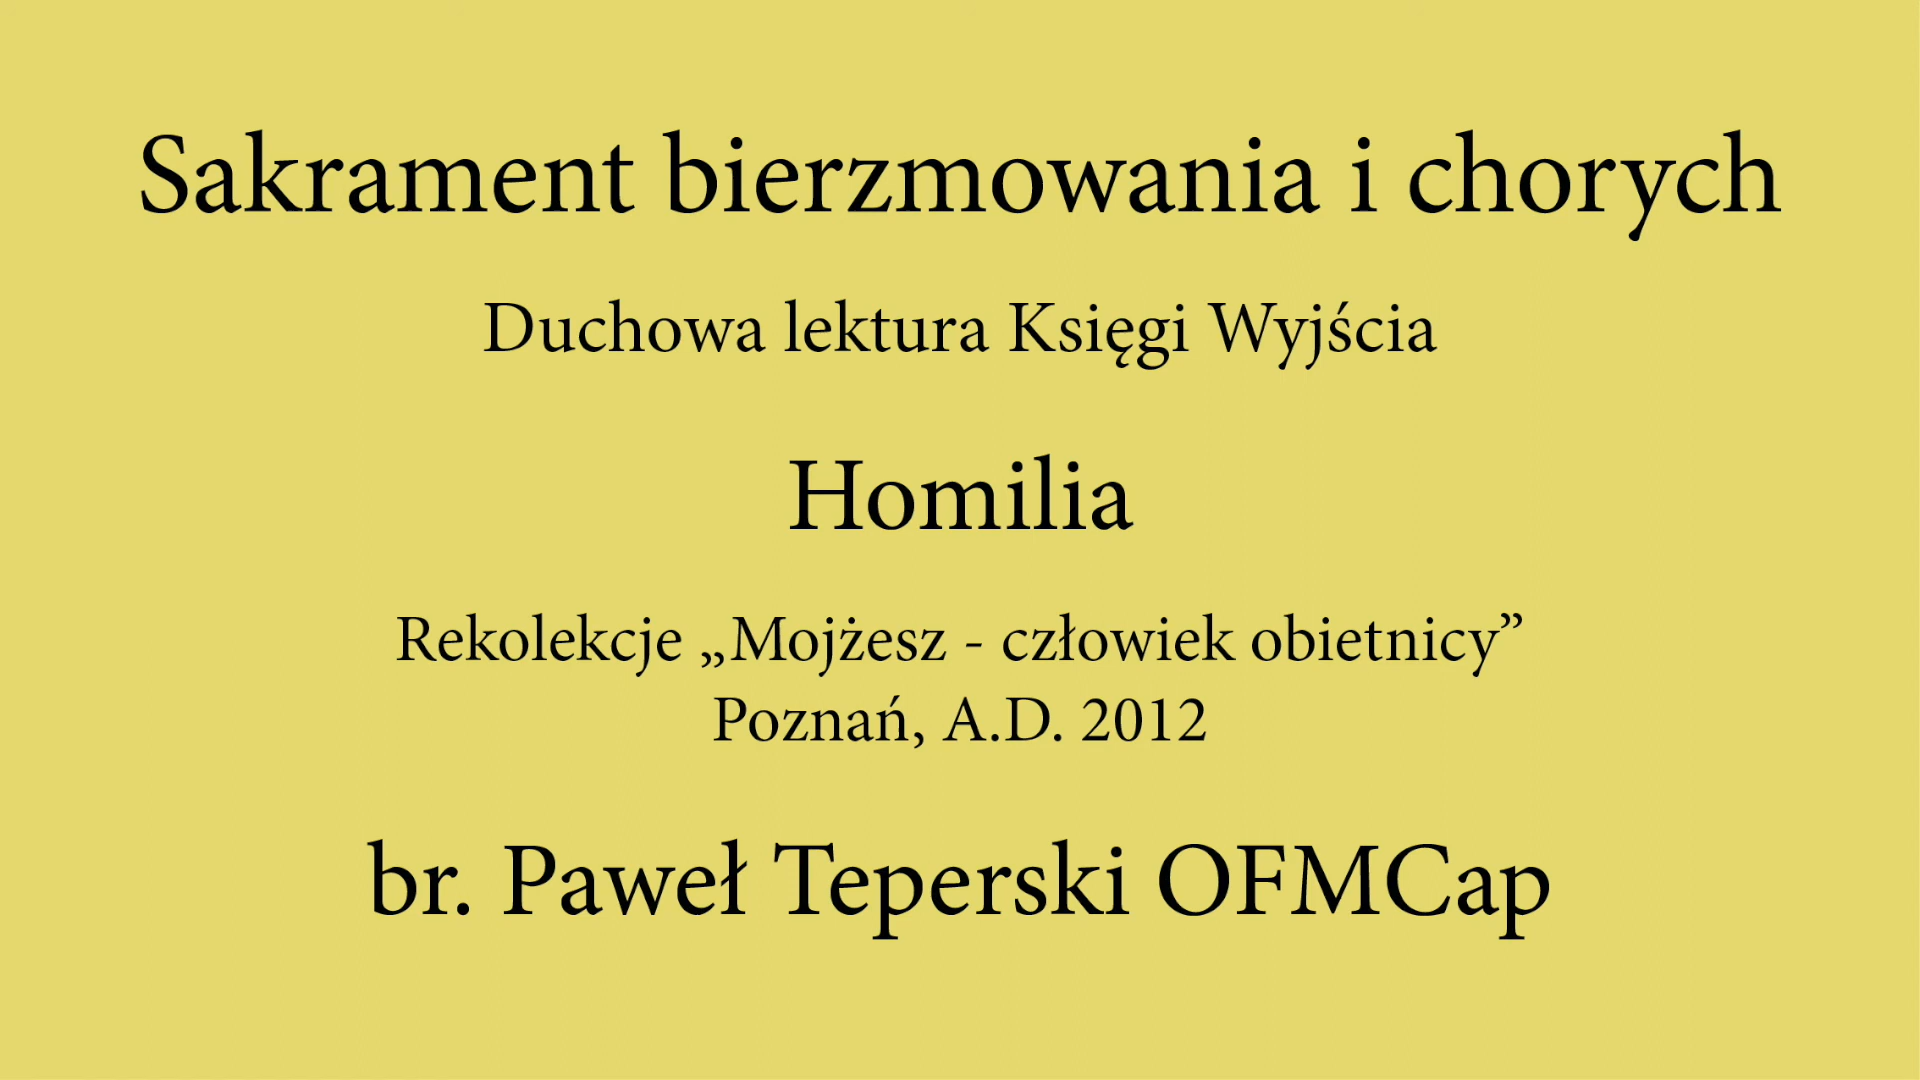 Sakrament bierzmowania i chorych
Duchowa lektura Księgi Wyjścia
Homilia
Rekolekcje „Mojżesz - człowiek obietnicy”
Poznań, A.D. 2012
br. Paweł Teperski OFMCap